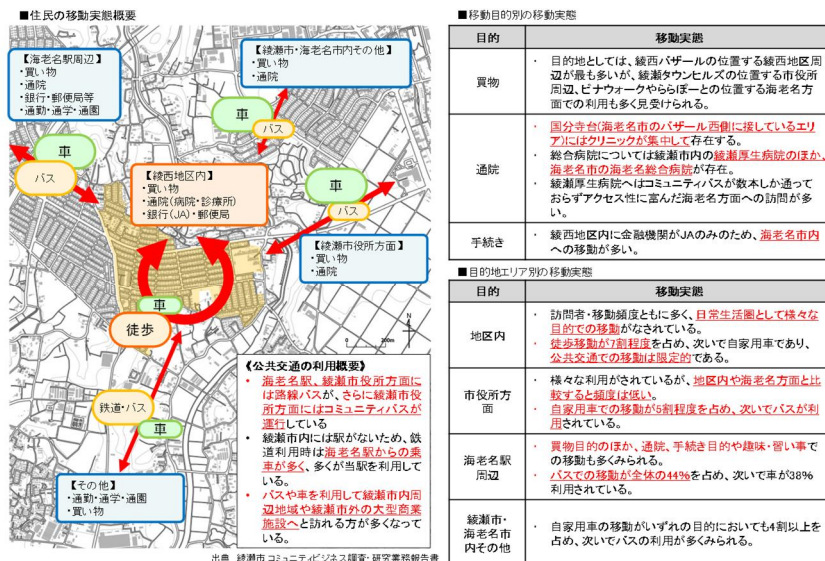 ■住民の移動実態概要
【海老名駅周辺】
・買い物
・通院
・銀行・郵便局等
・通勤・通学・通園
【綾瀬市・海老名市内その他】
・買い物
・通院
車
バス
車
バス
【綾西地区内】
・買い物
・通院(病院・診療所)
・銀行(JA)・郵便局
車
バス
【綾瀬市役所方面】
・買い物
・通院
車
徒歩
鉄道・バス
車
【その他】
・通勤・通学・通園
・買い物
0
300m
N
《公共交通の利用概要》
• 海老名駅、綾瀬市役所方面に
は路線バスが、さらに綾瀬市役
所方面にはコミュニティバスが
運行している
• 綾瀬市内には駅がないため、鉄
道利用時は海老名駅からの乗
車が多く、多くが当駅を利用して
いる。
• バスや車を利用して綾瀬市内周
辺地域や綾瀬市外の大型商業
施設へと訪れる方が多くなって
いる。
出典 綾瀬市コミュニティビジネス調査・研究業務報告書
■移動目的別の移動実態
目的 移動実態
買物
・ 目的地としては、綾西バザールの位置する綾西地区周
辺が最も多いが、綾瀬タウンヒルズの位置する市役所
周辺、ビナウォークやららぽーとの位置する海老名方
面での利用も多く見受けられる。
通院
・ 国分寺台(海老名市のバザール西側に接しているエリ
ア)にはクリニックが集中して存在する。
・ 総合病院については綾瀬市内の綾瀬厚生病院のほか、
海老名市の海老名総合病院が存在。
・ 綾瀬厚生病院へはコミュニティバスが数本しか通って
おらずアクセス性に富んだ海老名方面への訪問が多
い。
手続き
・ 綾西地区内に金融機関がJAのみのため、海老名市内
への移動が多い。
■目的地エリア別の移動実態
目的 移動実態
地区内
・ 訪問者・移動頻度ともに多く、日常生活圏として様々な
目的での移動がなされている。
・ 徒歩移動が7割程度を占め、次いで自家用車であり、
公共交通での移動は限定的である。
市役所方
面
・ 様々な利用がされているが、地区内や海老名方面と比
較すると頻度は低い。
・ 自家用車での移動が5割程度を占め、次いでバスが利
用されている。
海老名駅
周辺
・ 買物目的のほか、通院、手続き目的や趣味・習い事で
の移動も多くみられる。
・ バスでの移動が全体の44%を占め、次いで車が38%
利用されている。
綾瀬市・
海老名市
内その他
・ 自家用車の移動がいずれの目的においても4割以上を
占め、次いでバスの利用が多くみられる。